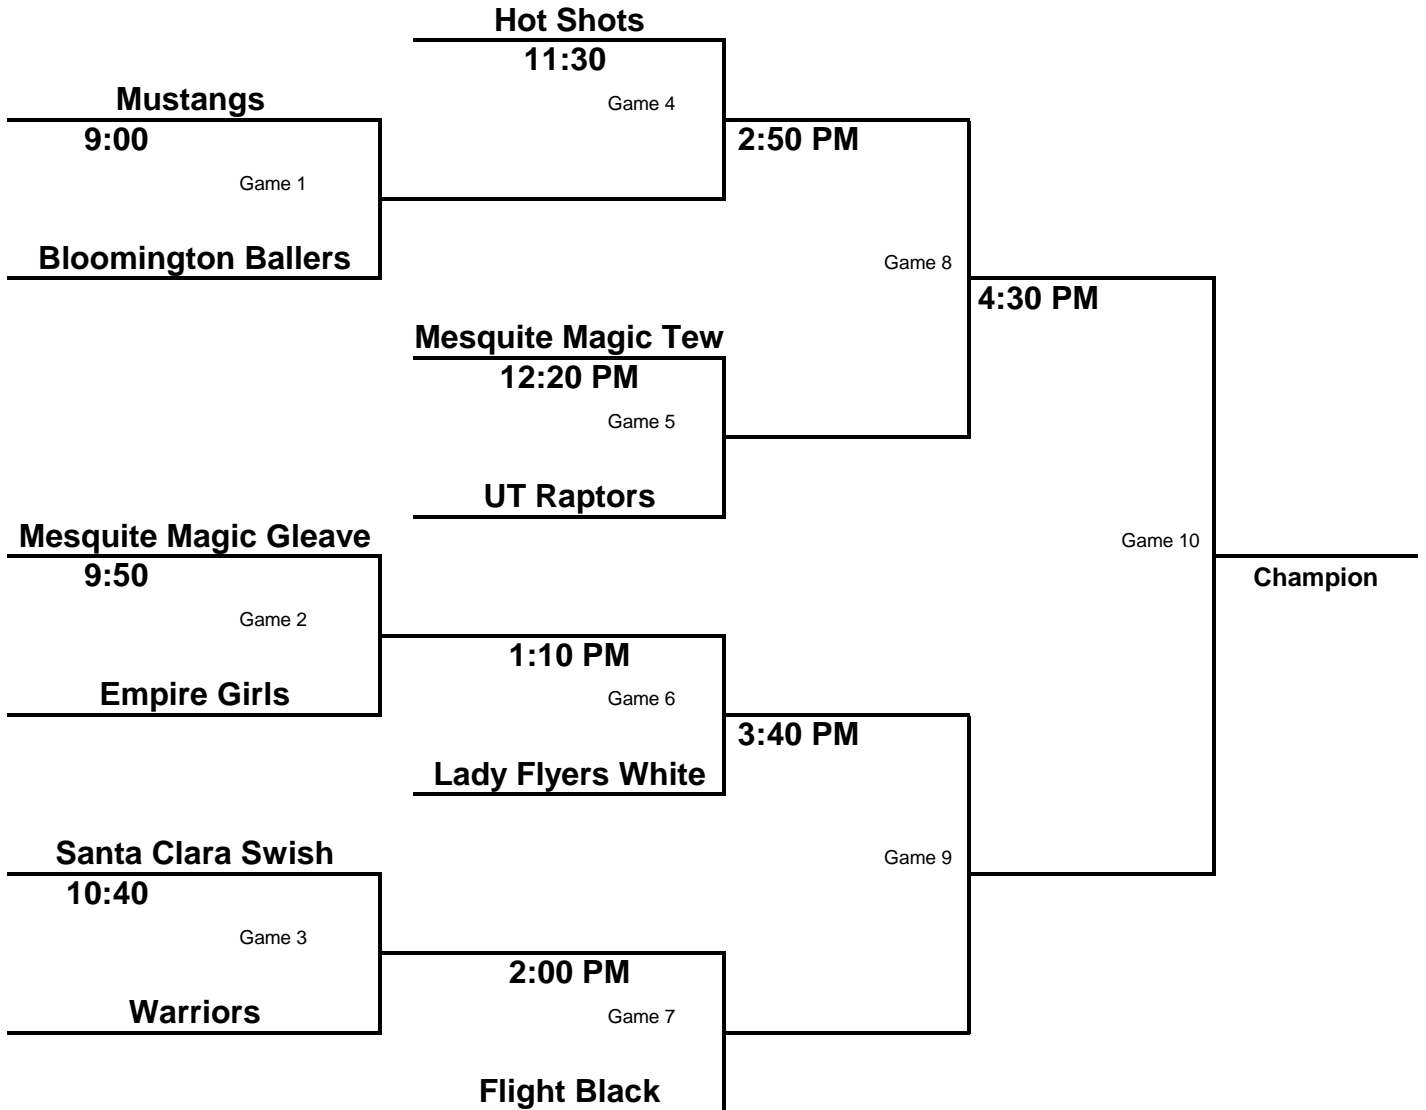 Hot Shots
11:30
Game 4
Mustangs
9:00
Game 1
2:50 PM
Bloomington Ballers
Game 8
4:30 PM
Mesquite Magic Tew
12:20 PM
Game 5
UT Raptors
Mesquite Magic Gleave
9:50
Game 2
Game 10
Champion
Empire Girls
1:10 PM
Game 6
3:40 PM
Lady Flyers White
Santa Clara Swish
10:40
Game 3
Game 9
Warriors
2:00 PM
Game 7
Flight Black